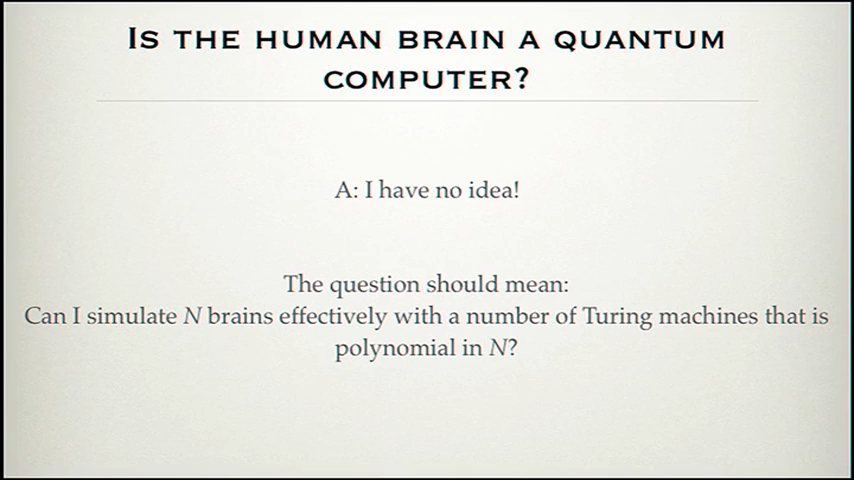 IS THE HUMAN BRAIN A QUANTUM
COMPUTER?
A: I have no idea!
The question should mean:
Can I simulate N brains effectively with a number of Turing machines that is
polynomial in N?